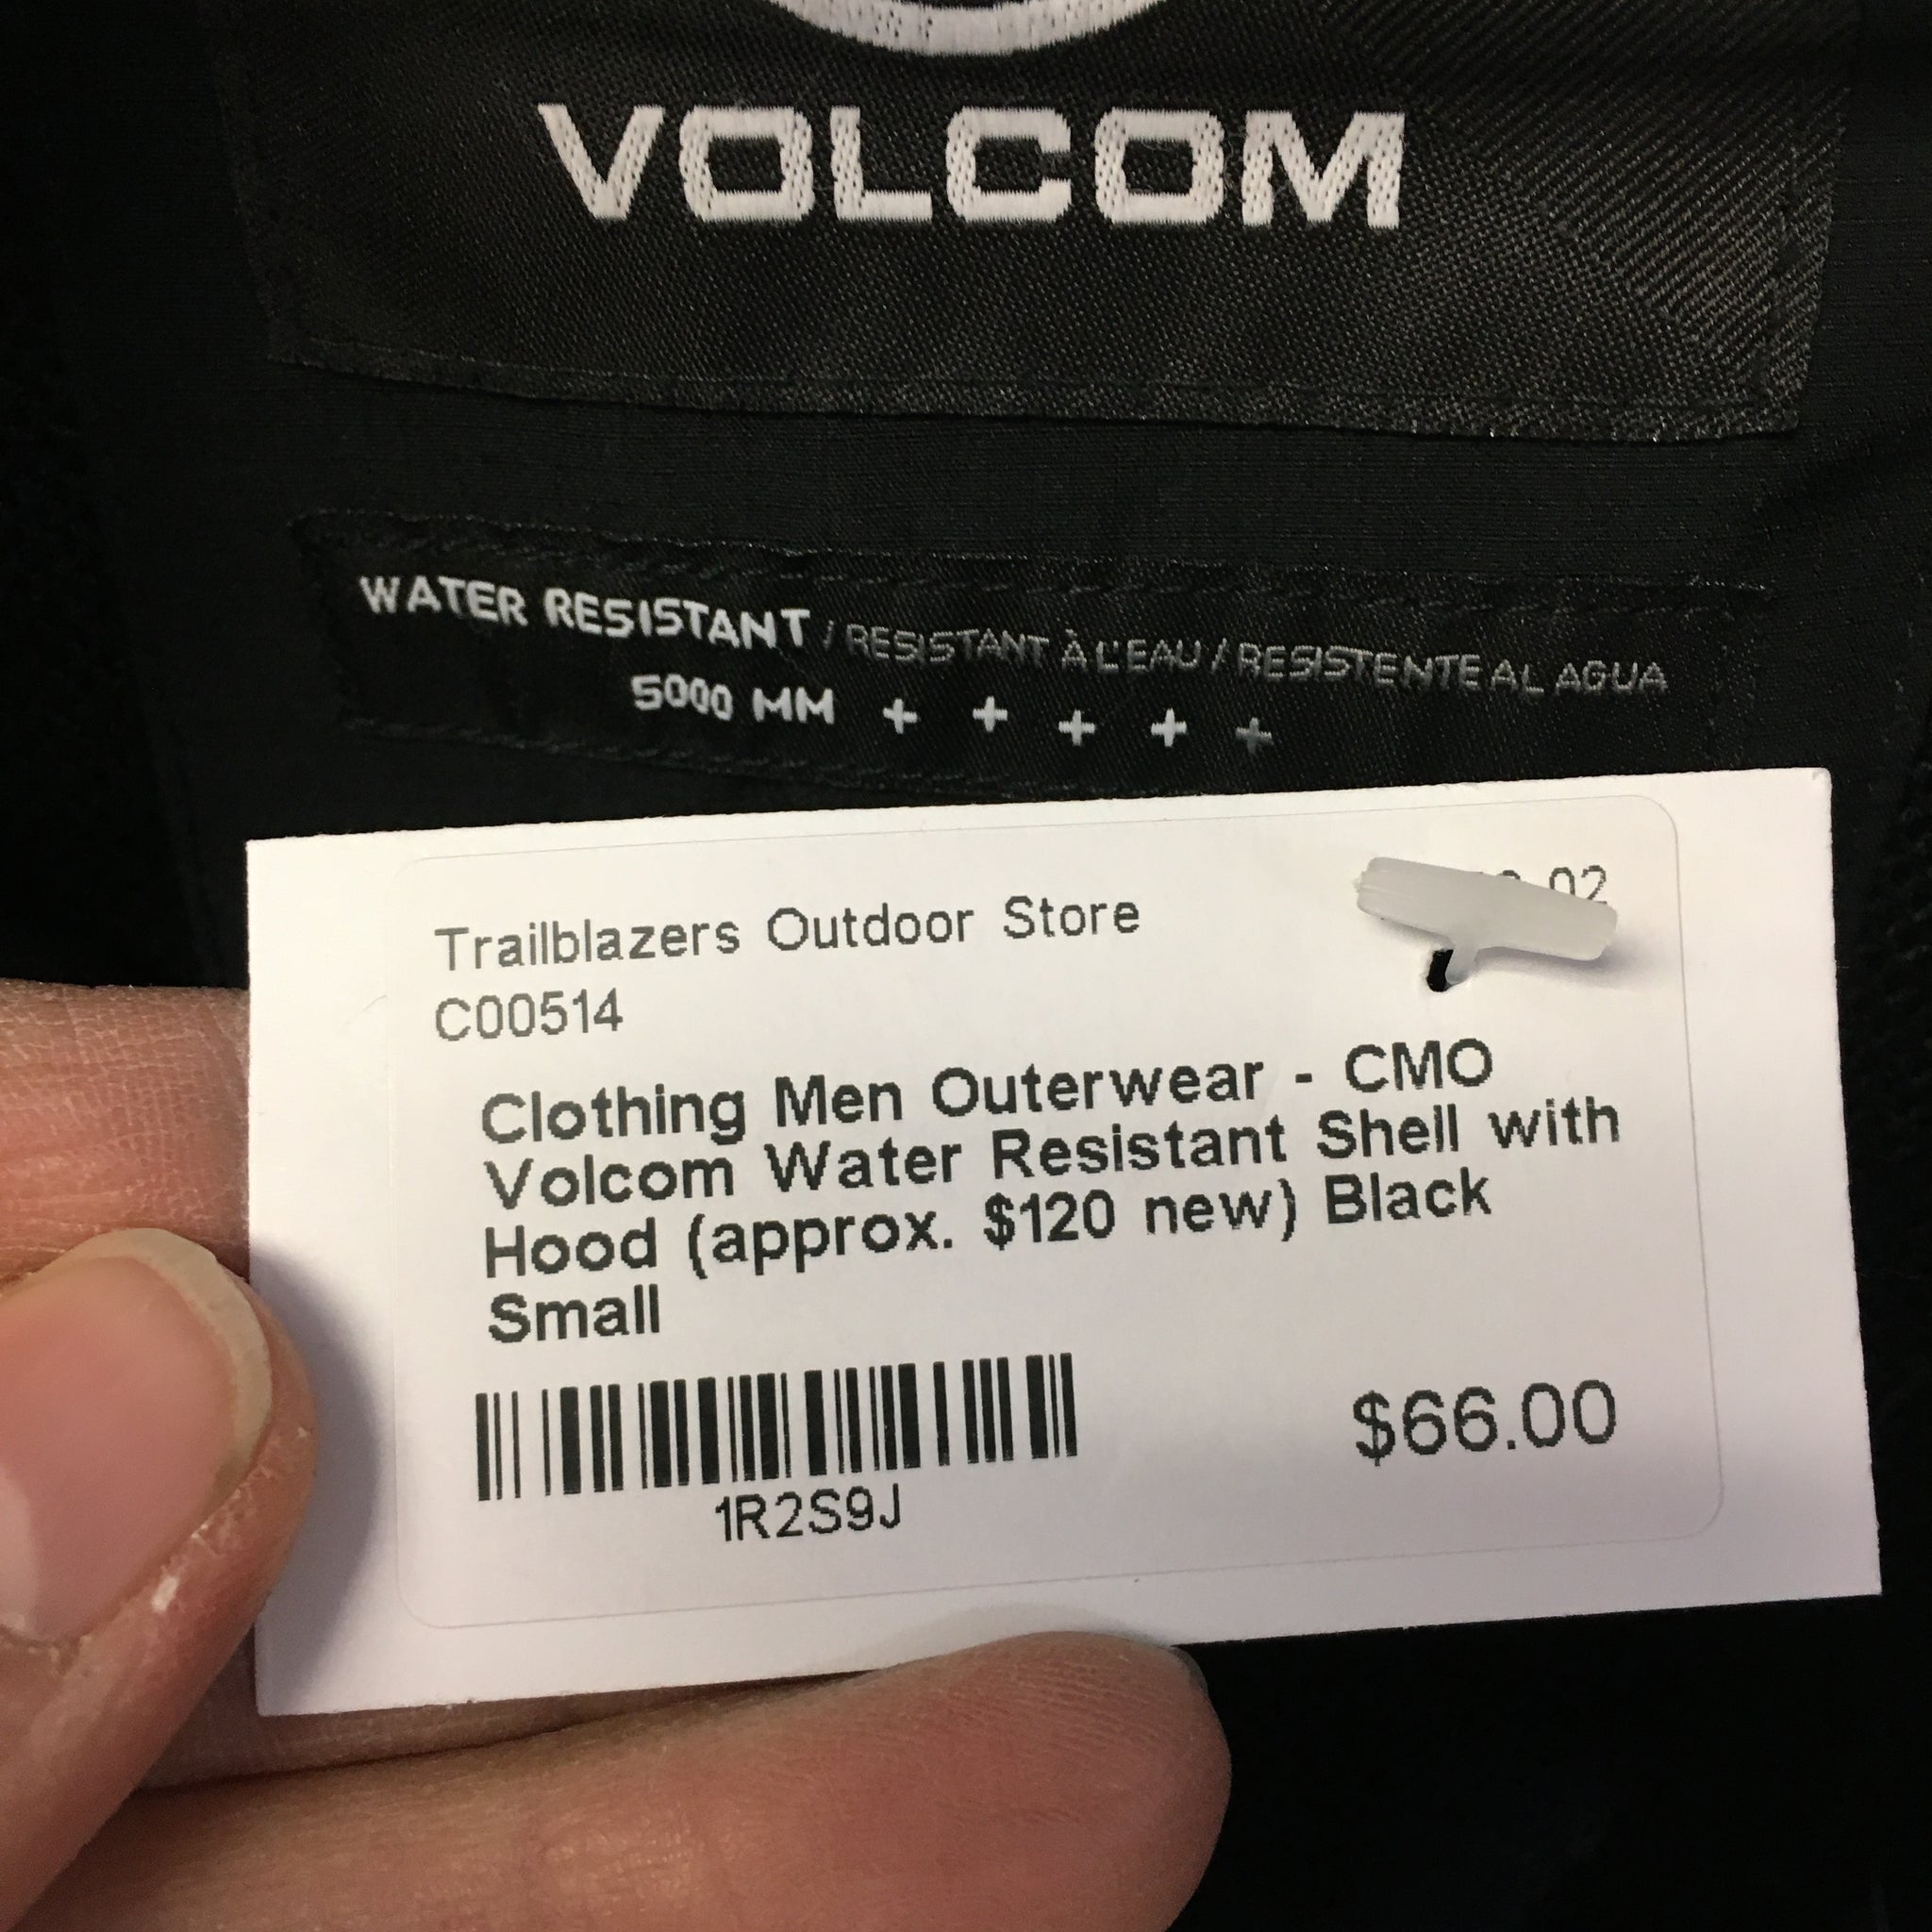 VOLCOM
WATER RESISTANT / RESISTANT À L'EAU / RESISTENTE AL AGUA
5000 MM + + + + +
Trailblazers Outdoor Store
C00514
Clothing Men Outerwear - CMO
Volcom Water Resistant Shell with
Hood (approx. $120 new) Black
Small
1R2S9J
$66.00